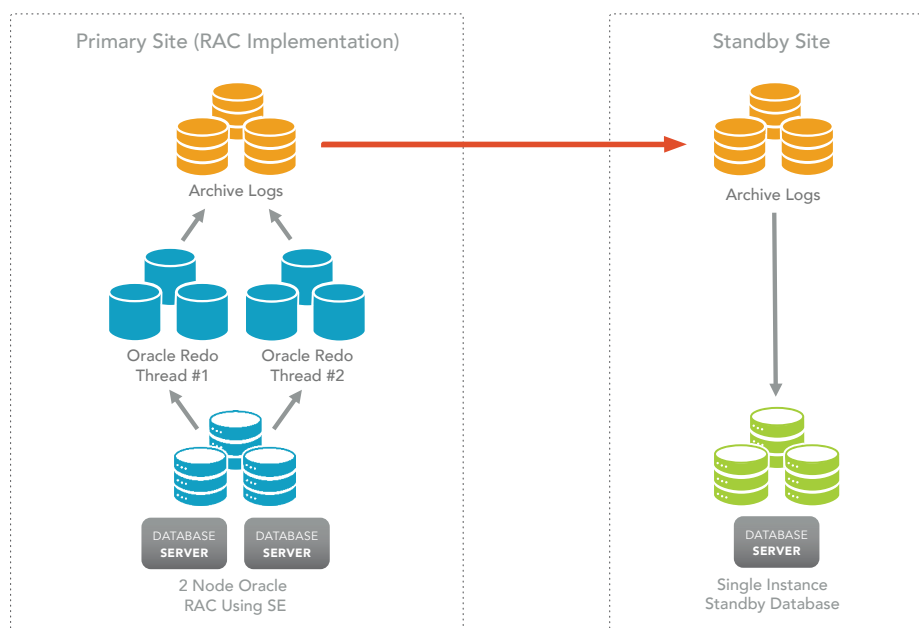 Primary Site (RAC Implementation)
Archive Logs
Oracle Redo
Thread #1
Oracle Redo
Thread #2
DATABASE
SERVER
DATABASE
SERVER
2 Node Oracle
RAC Using SE
Standby Site
Archive Logs
DATABASE
SERVER
Single Instance
Standby Database